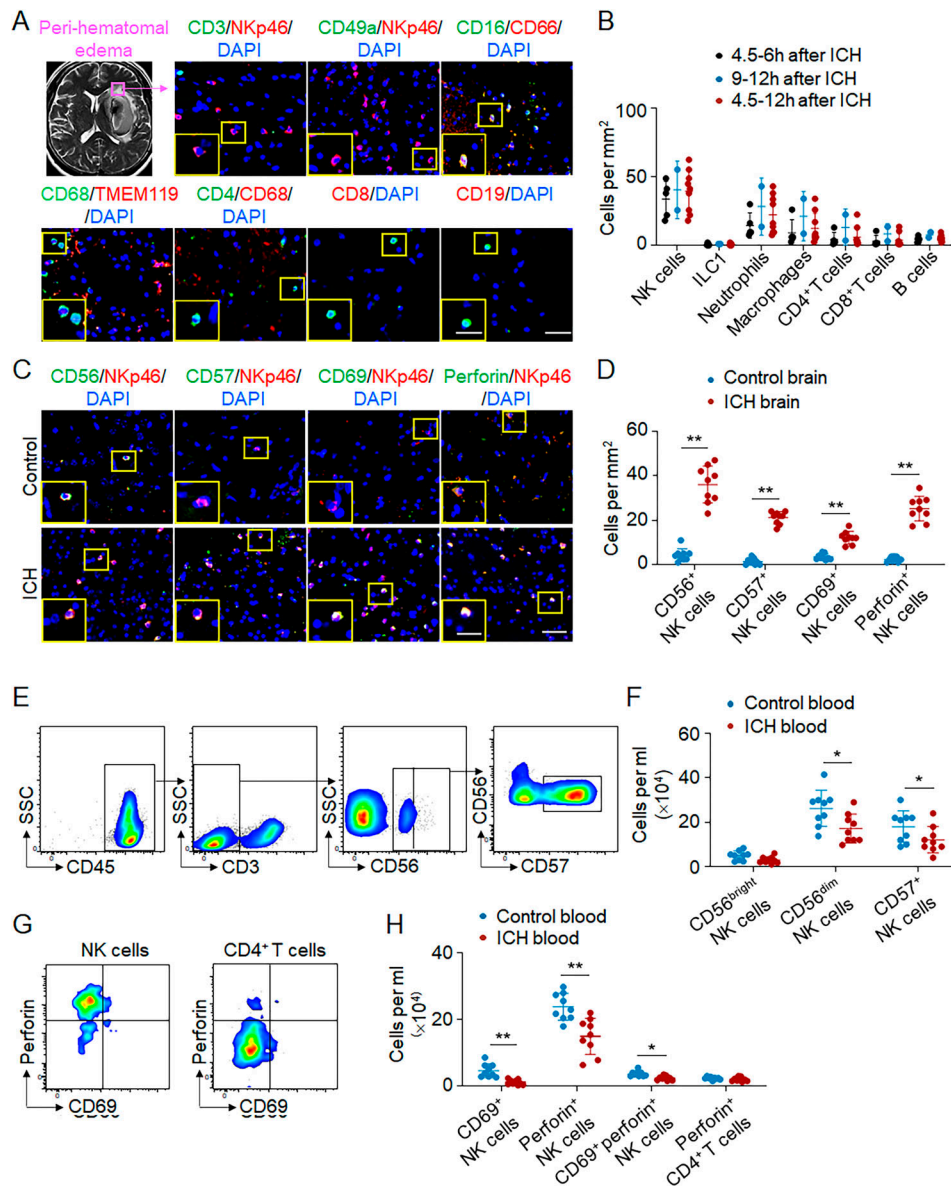 A
Peri-hematomal
edema
CD3/NKp46/
DAPI
CD49a/NKp46/
DAPI
CD16/CD66/
DAPI
CD68/TMEM119
/DAPI
CD4/CD68/
DAPI
CD8/DAPI
CD19/DAPI
B
4.5-6h after ICH
9-12h after ICH
4.5-12h after ICH
Cells per mm²
100
50
0
NK cells
ILC1
Neutrophils
Macrophages
CD4⁺T Cells
CD8⁺T Cells
B cells
C
CD56/NKp46/
DAPI
CD57/NKp46/
DAPI
CD69/NKp46/
DAPI
Perforin/NKp46
/DAPI
Control
ICH
D
Control brain
ICH brain
Cells per mm²
60
40
20
0
**
**
**
**
CD56⁺
NK cells
CD57⁺
NK cells
CD69⁺
NK cells
Perforin⁺
NK cells
E
SSC
CD45
SSC
CD3
SSC
CD56
CD56
CD57
F
Control blood
ICH blood
Cells per ml
(×10⁴)
60
40
20
0
*
*
CD56bright
NK cells
CD56dim
NK cells
CD57⁺
NK cells
G
NK cells
CD4⁺ T cells
Perforin
CD69
Perforin
CD69
H
Control blood
ICH blood
Cells per ml
(×10⁴)
40
20
0
**
**
*
CD69⁺
NK cells
Perforin⁺
NK cells
CD69⁺perforin⁺
NK cells
Perforin⁺
CD4⁺T cells